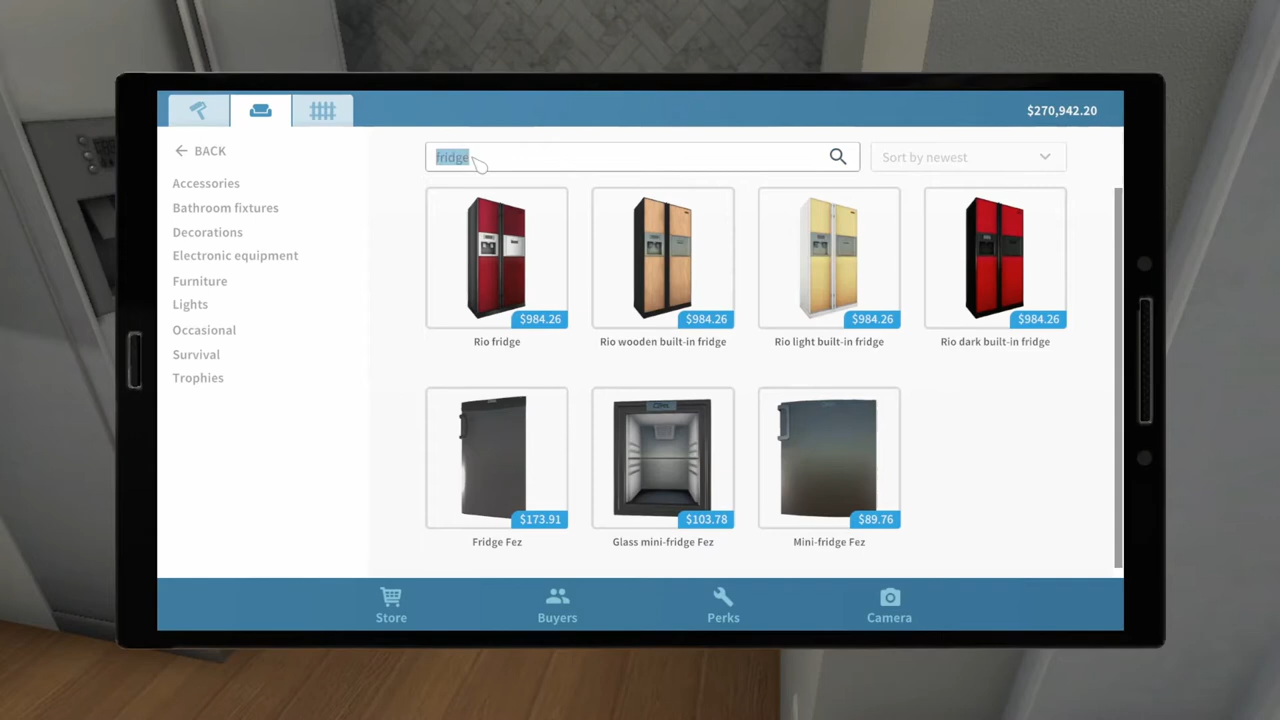 $270,942.20
BACK
fridge
Sort by newest
Accessories
Bathroom fixtures
Decorations
Electronic equipment
Furniture
Lights
Occasional
Survival
Trophies
$984.26
$984.26
$984.26
$984.26
Rio fridge
Rio wooden built-in fridge
Rio light built-in fridge
Rio dark built-in fridge
$173.91
$103.78
$89.76
Fridge Fez
Glass mini-fridge Fez
Mini-fridge Fez
Store
Buyers
Perks
Camera